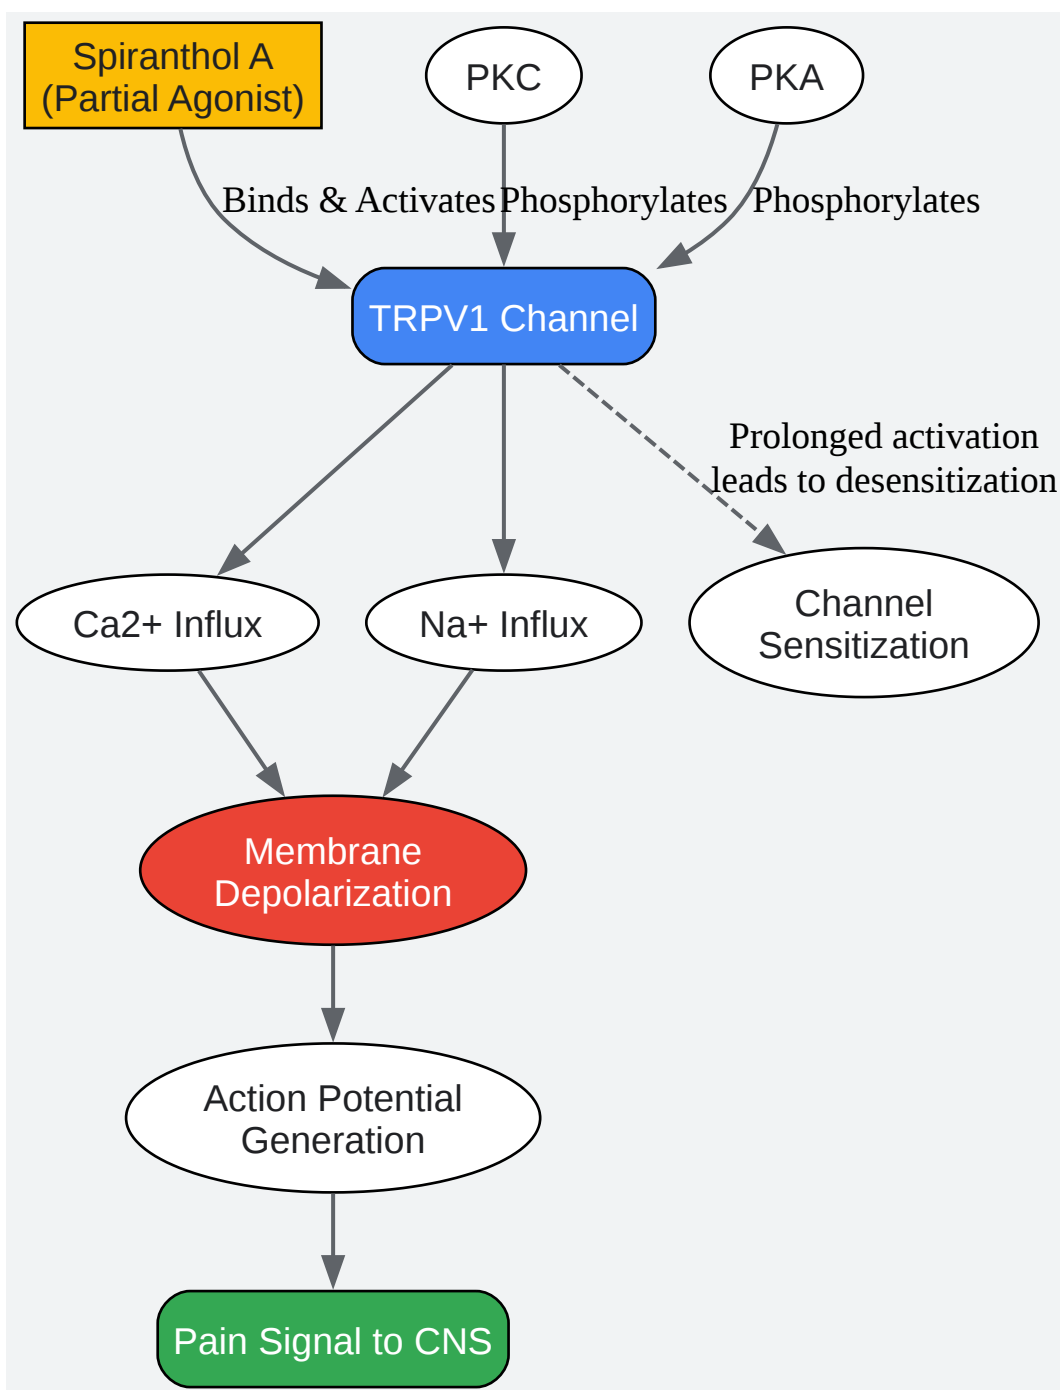 Spiranthol A
(Partial Agonist)
PKC
PKA
Binds & Activates
Phosphorylates
Phosphorylates
TRPV1 Channel
Prolonged activation
leads to desensitization
Ca2+ Influx
Na+ Influx
Channel
Sensitization
Membrane
Depolarization
Action Potential
Generation
Pain Signal to CNS